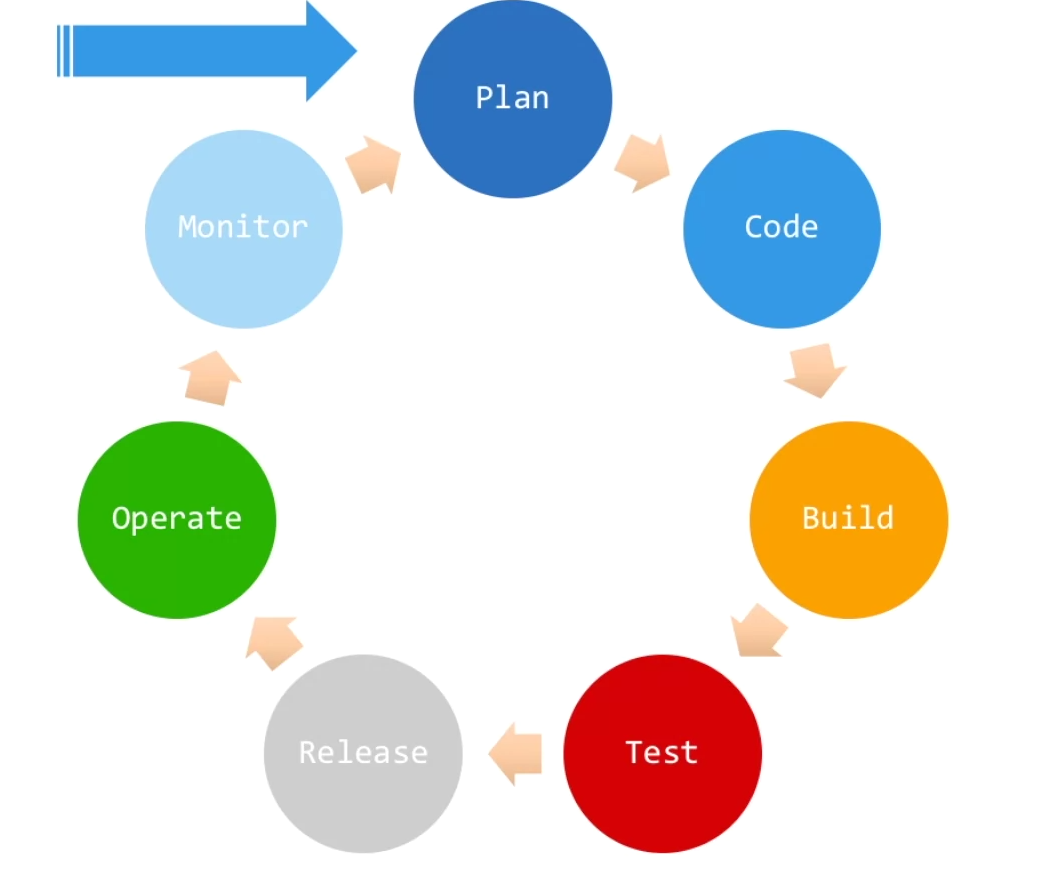 Plan
Code
Build
Test
Release
Operate
Monitor